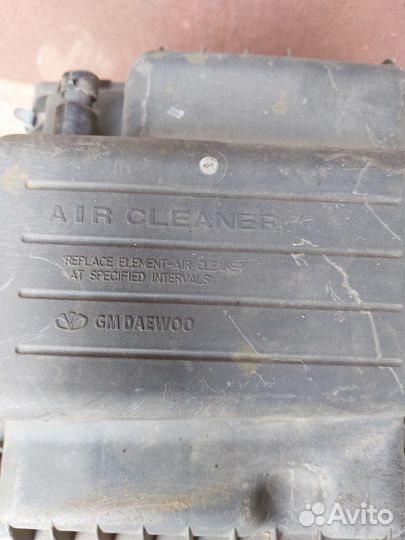 AIR CLEANER
REPLACE ELEMENT-AIR CLEANER
AT SPECIFIED INTERVALS
GM DAEWOO
Avito